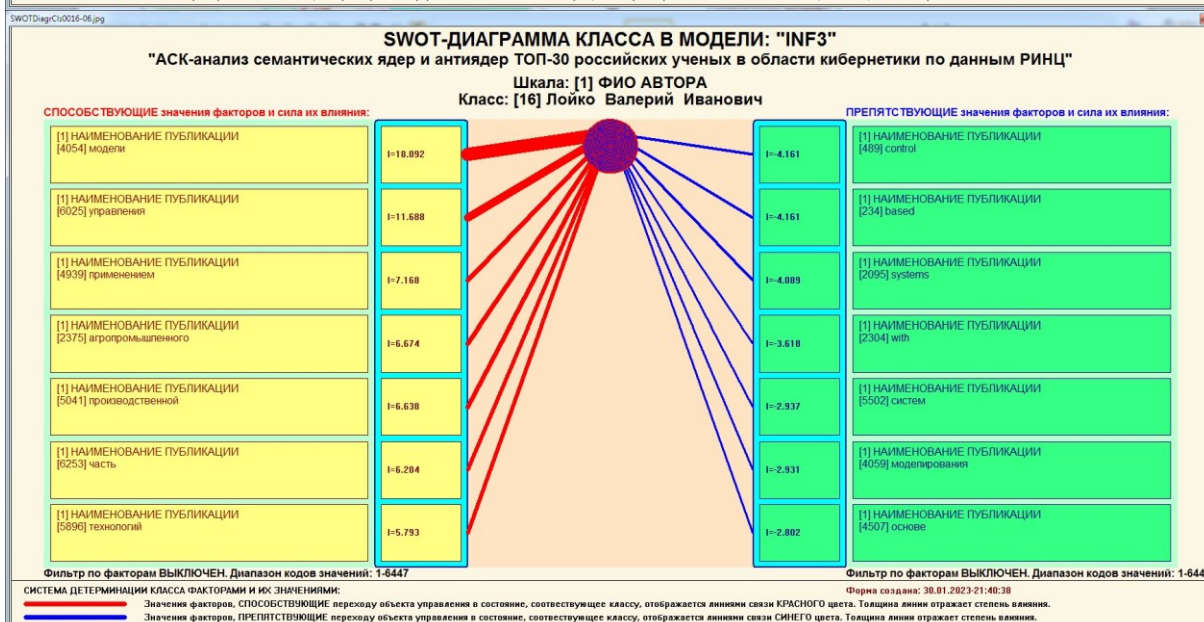 SWOTDiagrCls0016-06.jpg
SWOT-ДИАГРАММА КЛАССА В МОДЕЛИ: "INF3"
"АСК-анализ семантических ядер и антиядер ТОП-30 российских ученых в области кибернетики по данным РИНЦ"
Шкала: [1] ФИО АВТОРА
Класс: [16] Лойко Валерий Иванович
СПОСОБСТВУЮЩИЕ значения факторов и сила их влияния:
ПРЕПЯТСТВУЮЩИЕ значения факторов и сила их влияния:
[1] НАИМЕНОВАНИЕ ПУБЛИКАЦИИ
[4054] модели
I=18.092
I=-4.161
[1] НАИМЕНОВАНИЕ ПУБЛИКАЦИИ
[489] control
[1] НАИМЕНОВАНИЕ ПУБЛИКАЦИИ
[6025] управления
I=11.688
I=-4.161
[1] НАИМЕНОВАНИЕ ПУБЛИКАЦИИ
[234] based
[1] НАИМЕНОВАНИЕ ПУБЛИКАЦИИ
[4939] применением
I=7.168
I=-4.089
[1] НАИМЕНОВАНИЕ ПУБЛИКАЦИИ
[2095] systems
[1] НАИМЕНОВАНИЕ ПУБЛИКАЦИИ
[2375] агропромышленного
I=6.674
I=-3.618
[1] НАИМЕНОВАНИЕ ПУБЛИКАЦИИ
[2304] with
[1] НАИМЕНОВАНИЕ ПУБЛИКАЦИИ
[5041] производственной
I=6.638
I=-2.937
[1] НАИМЕНОВАНИЕ ПУБЛИКАЦИИ
[5502] систем
[1] НАИМЕНОВАНИЕ ПУБЛИКАЦИИ
[6253] часть
I=6.204
I=-2.931
[1] НАИМЕНОВАНИЕ ПУБЛИКАЦИИ
[4059] моделирования
[1] НАИМЕНОВАНИЕ ПУБЛИКАЦИИ
[5896] технологий
I=5.793
I=-2.802
[1] НАИМЕНОВАНИЕ ПУБЛИКАЦИИ
[4507] основе
Фильтр по факторам ВЫКЛЮЧЕН. Диапазон кодов значений: 1-6447
Фильтр по факторам ВЫКЛЮЧЕН. Диапазон кодов значений: 1-644
СИСТЕМА ДЕТЕРМИНАЦИИ КЛАССА ФАКТОРАМИ И ИХ ЗНАЧЕНИЯМИ:
Форма создана: 30.01.2023-21:40:38
Значения факторов, СПОСОБСТВУЮЩИЕ переходу объекта управления в состояние, соотвествующее классу, отображается линиями связи КРАСНОГО цвета. Толщина линии отражает степень влияния.
Значения факторов, ПРЕПЯТСТВУЮЩИЕ переходу объекта управления в состояние, соотвествующее классу, отображается линиями связи СИНЕГО цвета. Толщина линии отражает степень влияния.